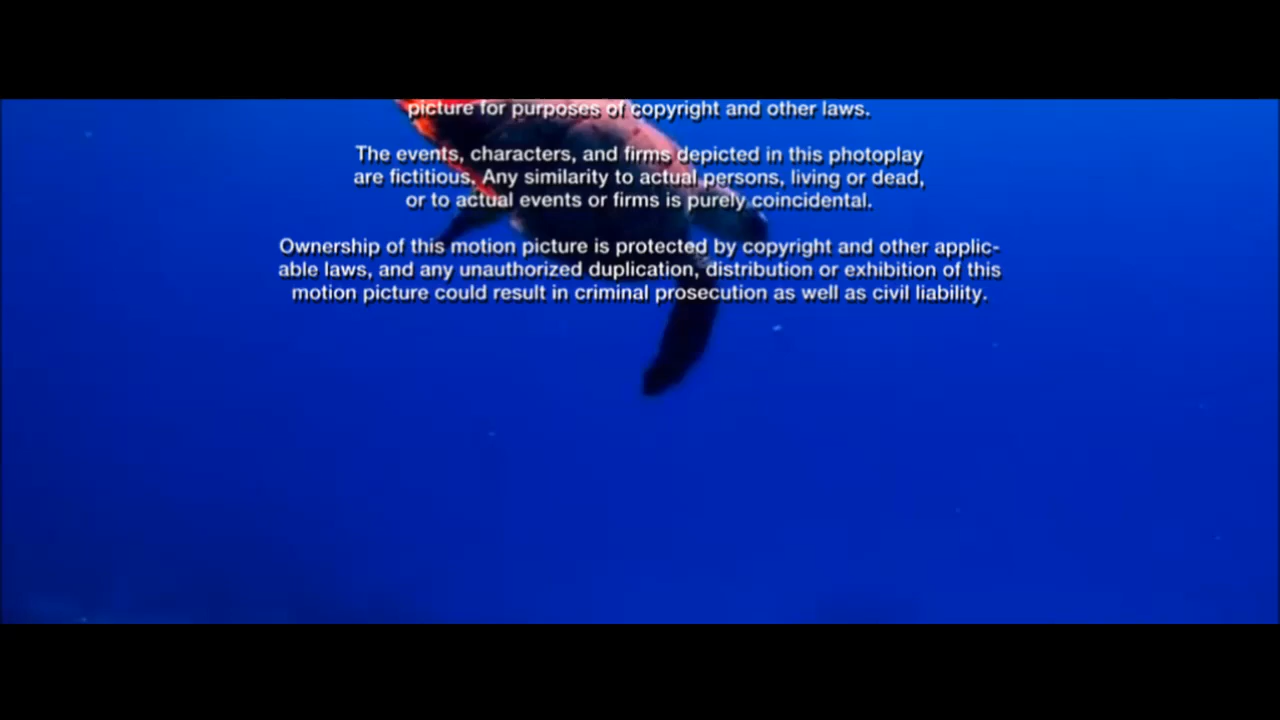 picture for purposes of copyright and other laws.
The events, characters, and firms depicted in this photoplay
are fictitious. Any similarity to actual persons, living or dead,
or to actual events or firms is purely coincidental.
Ownership of this motion picture is protected by copyright and other applic-
able laws, and any unauthorized duplication, distribution or exhibition of this
motion picture could result in criminal prosecution as well as civil liability.